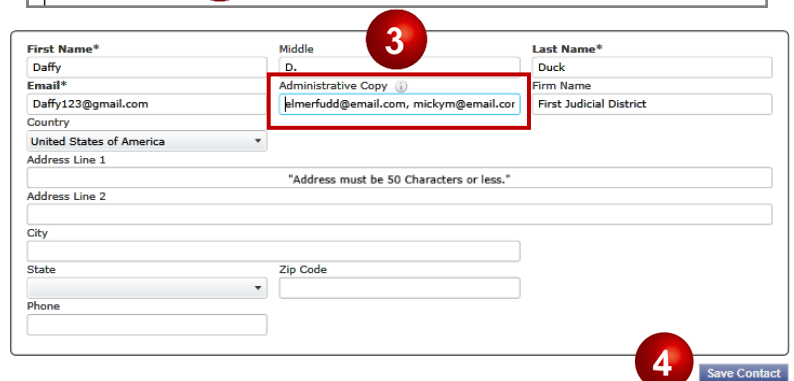 3
First Name* Middle Last Name*
Daffy D. Duck
Email* Administrative Copy Firm Name
Daffy123@gmail.com elmerfudd@email.com, mickym@email.cor First Judicial District
Country
United States of America
Address Line 1
"Address must be 50 Characters or less."
Address Line 2
City
State Zip Code
Phone
4 Save Contact